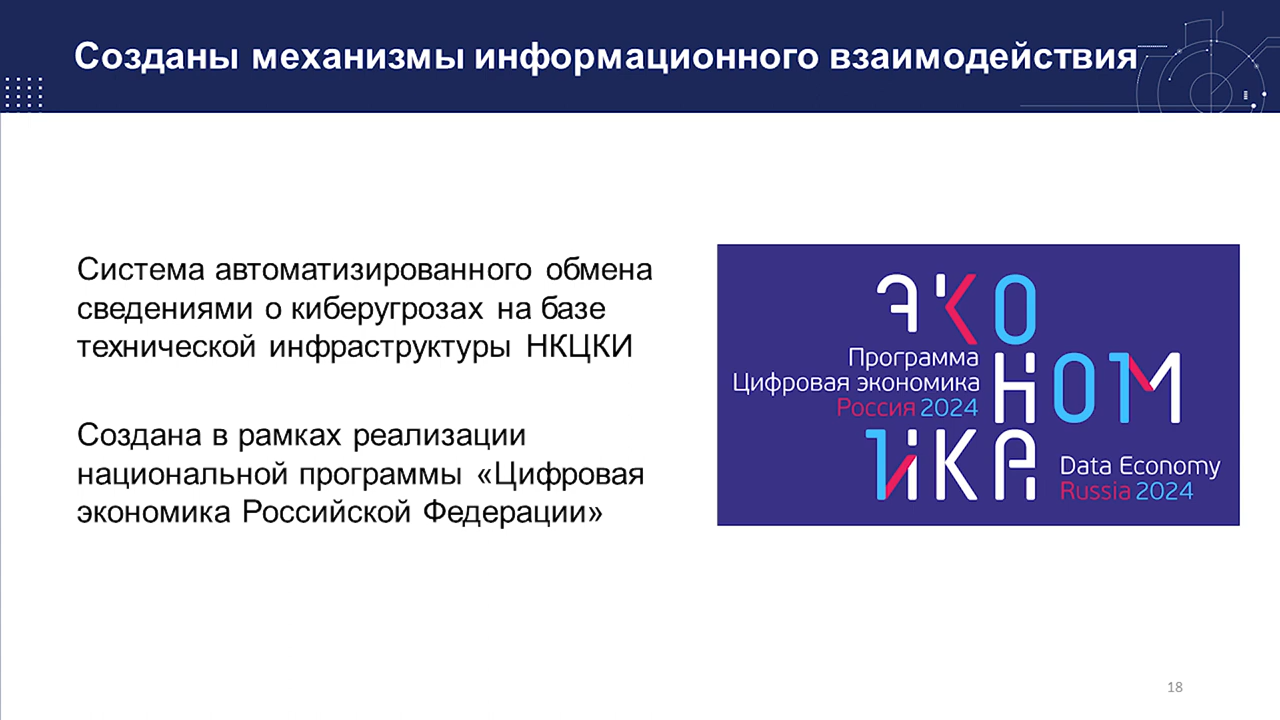 Созданы механизмы информационного взаимодействия
Система автоматизированного обмена
сведениями о киберугрозах на базе
технической инфраструктуры НКЦКИ
Создана в рамках реализации
национальной программы «Цифровая
экономика Российской Федерации»
ЭКО
Программа
Цифровая экономика
Россия 2024
НОМ
ИКА
Data Economy
Russia 2024
18